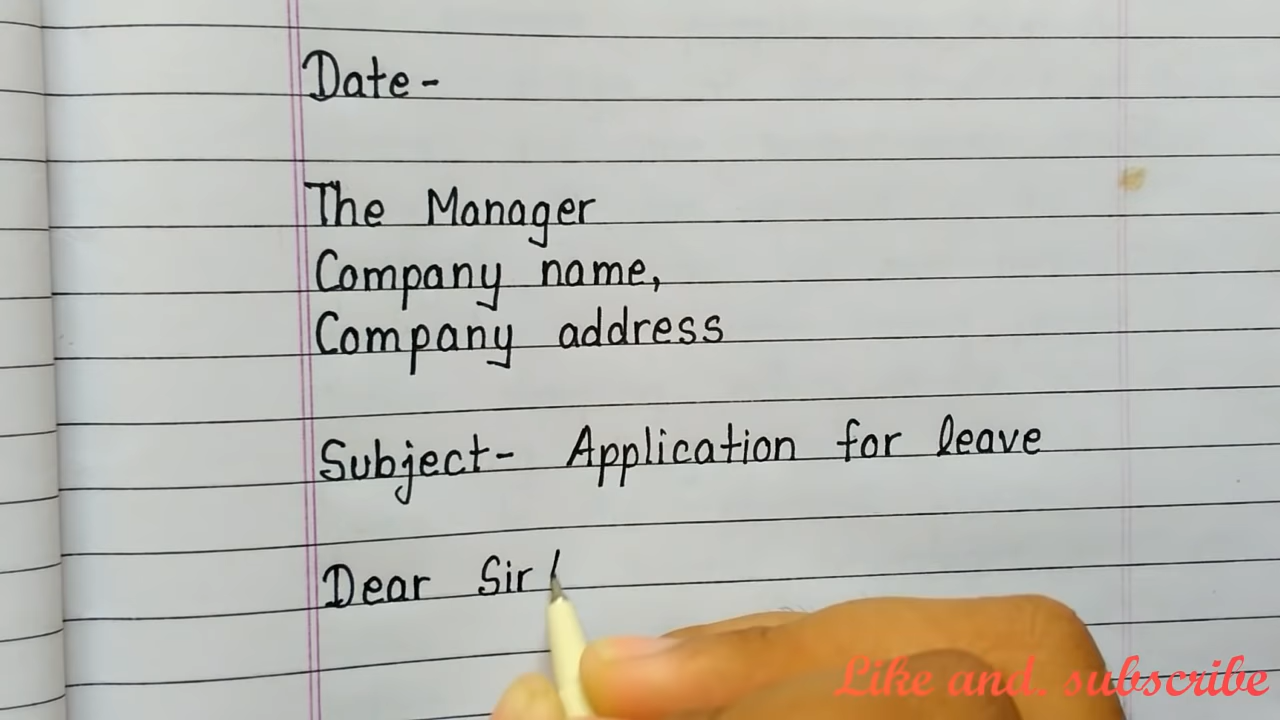 Date -
The Manager
Company name,
Company address
Subject- Application for leave
Dear Sir/
Like and. subscribe